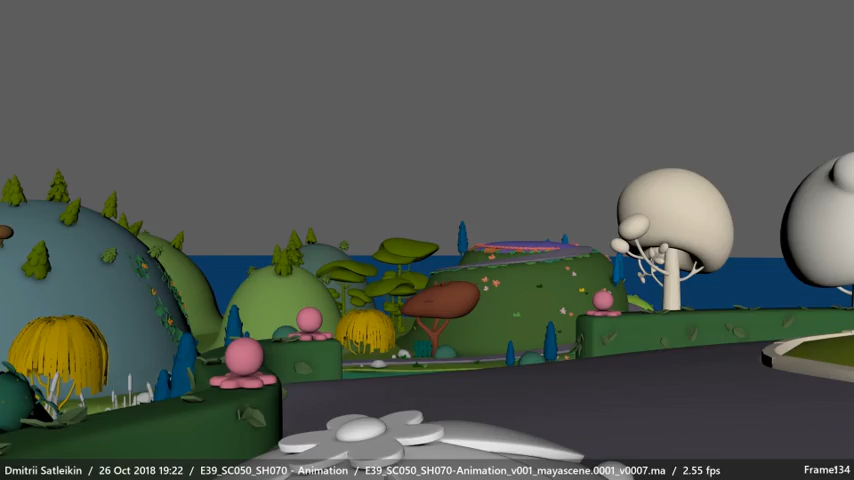 Dmitrii Satleikin / 26 Oct 2018 19:22 / E39_SC050_SH070 - Animation / E39_SC050_SH070-Animation_v001_mayascene.0001_v0007.ma / 2.55 fps Frame134